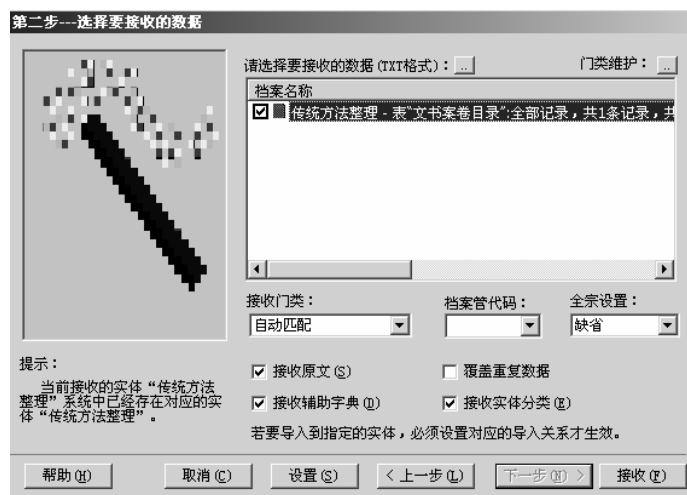 第二步---选择要接收的数据
请选择要接收的数据(TXT格式)： ..
门类维护： ..
档案名称
传统方法整理 - 表"文书案卷目录":全部记录，共1条记录，共
接收门类：
档案管代码：
全宗设置：
自动匹配
缺省
提示：
当前接收的实体“传统方法
整理”系统中已经存在对应的实
体“传统方法整理”。
接收原文(S)
覆盖重复数据
接收辅助字典(D)
接收实体分类(E)
若要导入到指定的实体，必须设置对应的导入关系才生效。
帮助(H)
取消(C)
设置(S)
< 上一步(L)
下一步(N) >
接收(F)